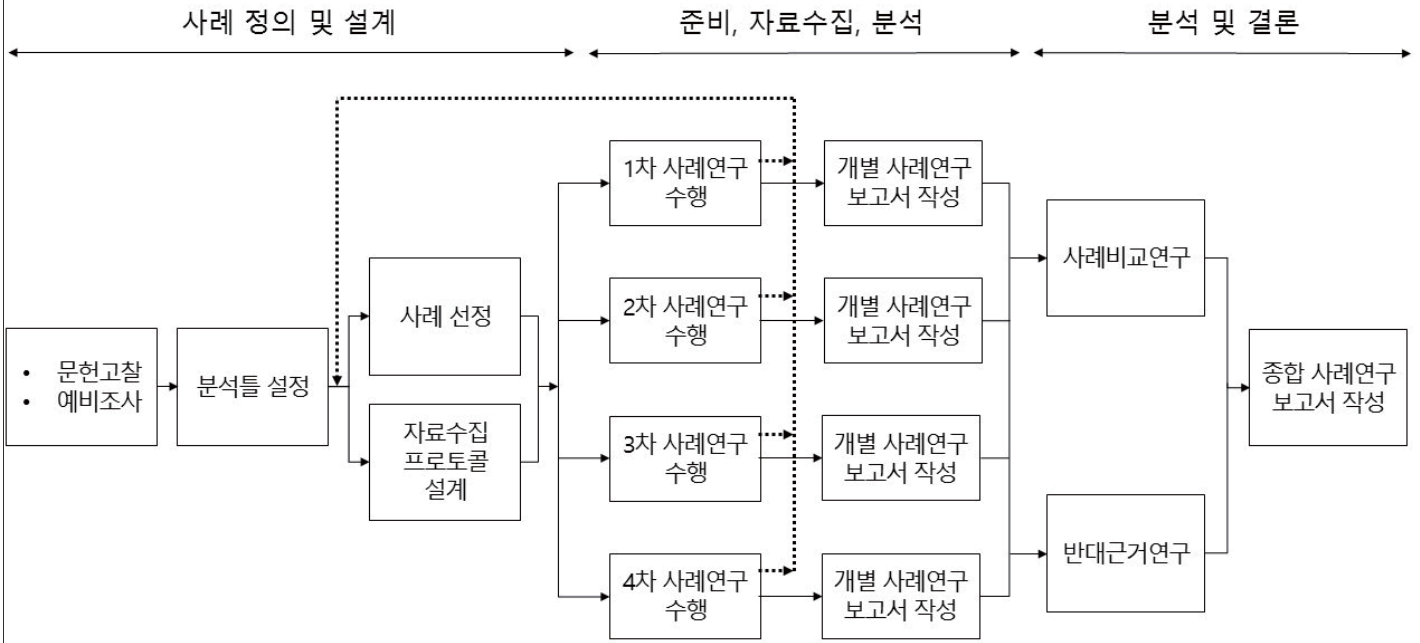 사례 정의 및 설계
준비, 자료수집, 분석
분석 및 결론
• 문헌고찰
• 예비조사
분석틀 설정
사례 선정
자료수집
프로토콜
설계
1차 사례연구
수행
개별 사례연구
보고서 작성
2차 사례연구
수행
개별 사례연구
보고서 작성
3차 사례연구
수행
개별 사례연구
보고서 작성
4차 사례연구
수행
개별 사례연구
보고서 작성
사례비교연구
반대근거연구
종합 사례연구
보고서 작성